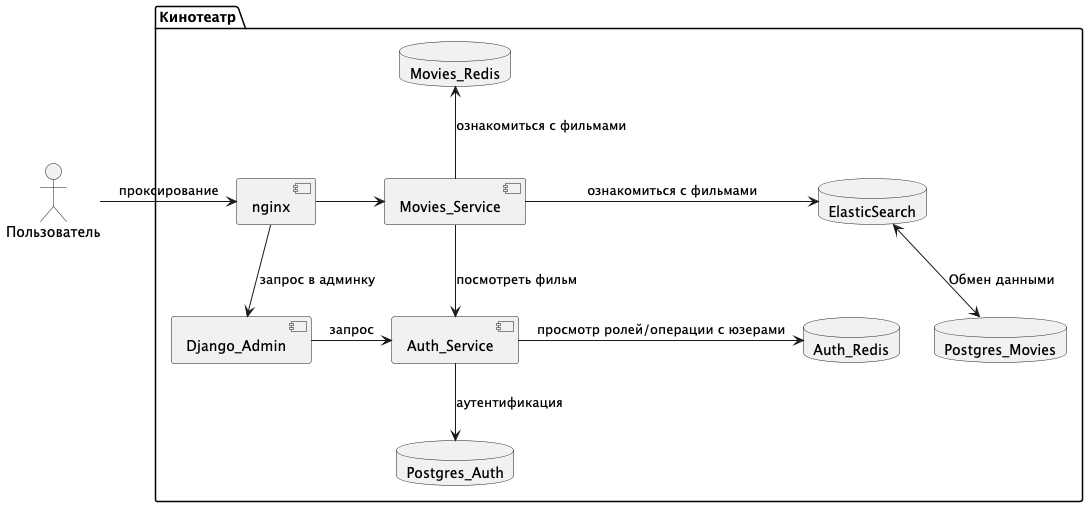 Кинотеатр
Movies_Redis
ознакомиться с фильмами
Пользователь
проксирование
nginx
Movies_Service
ознакомиться с фильмами
ElasticSearch
запрос в админку
посмотреть фильм
Обмен данными
Django_Admin
запрос
Auth_Service
просмотр ролей/операции с юзерами
Auth_Redis
Postgres_Movies
аутентификация
Postgres_Auth